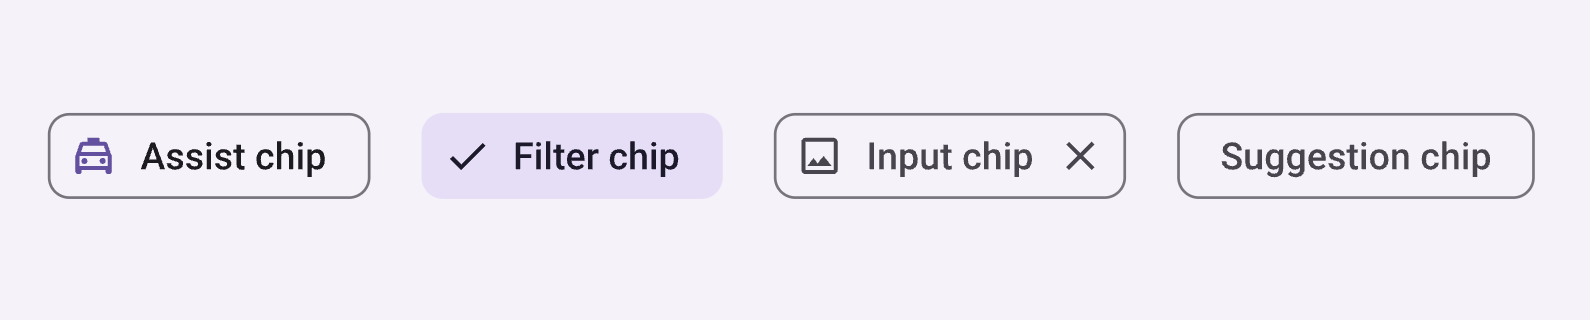 Assist chip
Filter chip
Input chip
Suggestion chip